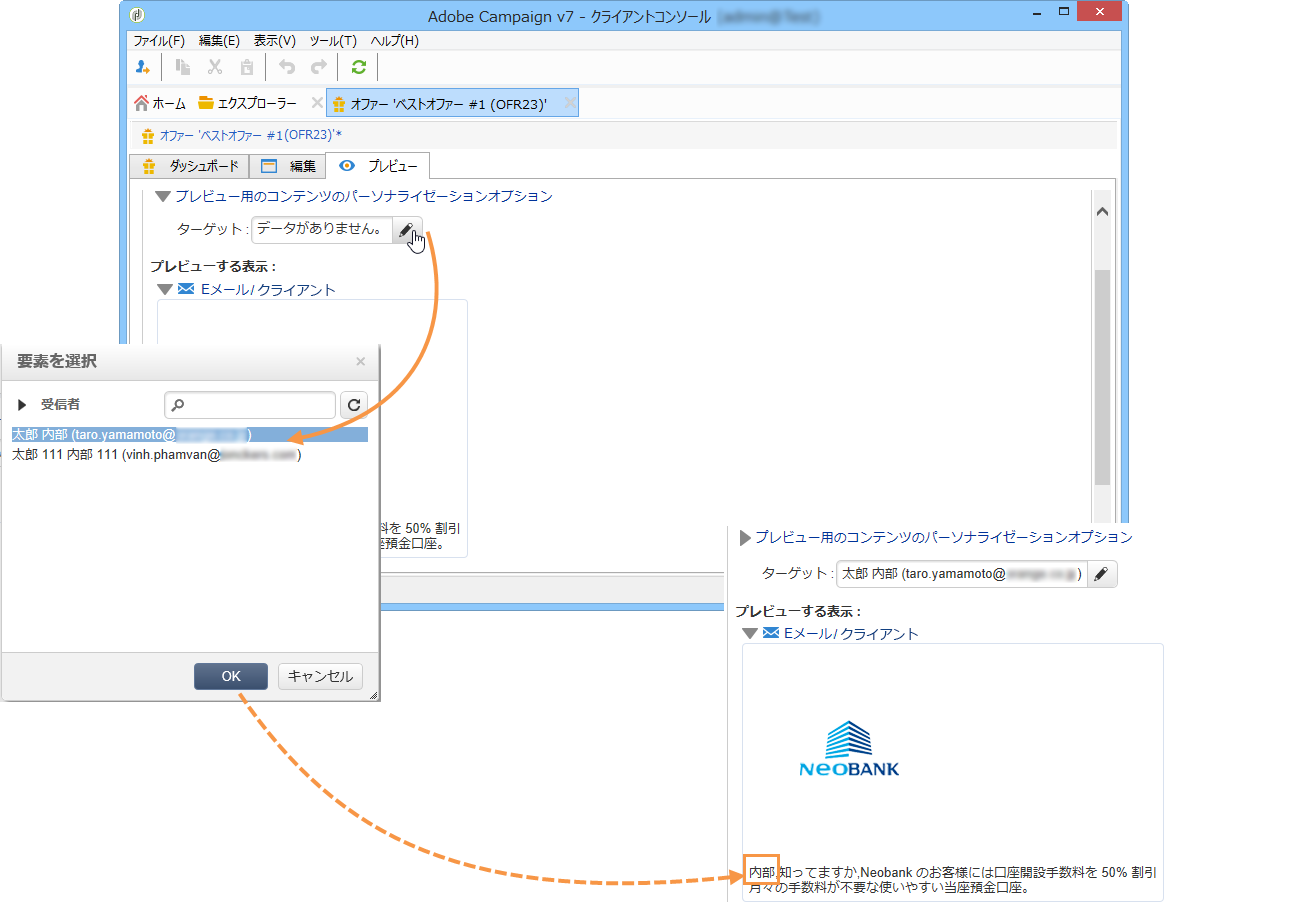 Adobe Campaign v7 - クライアントコンソール
ファイル(F) 編集(E) 表示(V) ツール(T) ヘルプ(H)
ホーム エクスプローラー オファー 'ベストオファー #1 (OFR23)'
オファー 'ベストオファー #1(OFR23)'*
ダッシュボード 編集 プレビュー
プレビュー用のコンテンツのパーソナライゼーションオプション
ターゲット : データがありません。
プレビューする表示 :
Eメール/ クライアント
料を 50% 割引
座預金口座。
要素を選択
受信者
太郎 内部 (taro.yamamoto@ )
太郎 111 内部 111 (vinh.phamvan@ )
OK キャンセル
プレビュー用のコンテンツのパーソナライゼーションオプション
ターゲット : 太郎 内部 (taro.yamamoto@ )
プレビューする表示 :
Eメール/ クライアント
NEOBANK
内部,知ってますか,Neobank のお客様には口座開設手数料を 50% 割引
月々の手数料が不要な使いやすい当座預金口座。